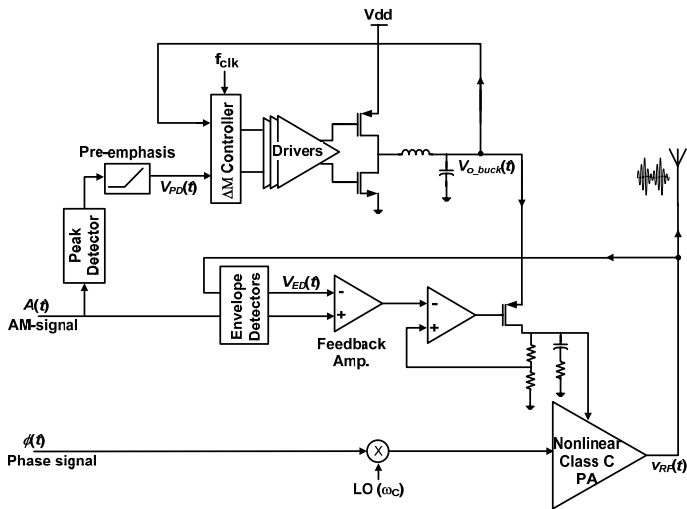 Vdd
fclk
ΔM Controller
Drivers
Pre-emphasis
VPD(t)
Vo_buck(t)
Peak
Detector
A(t)
AM-signal
Envelope
Detectors
VED(t)
-
+
Feedback
Amp.
-
+
ϕ(t)
Phase signal
X
LO (ωC)
Nonlinear
Class C
PA
vRF(t)